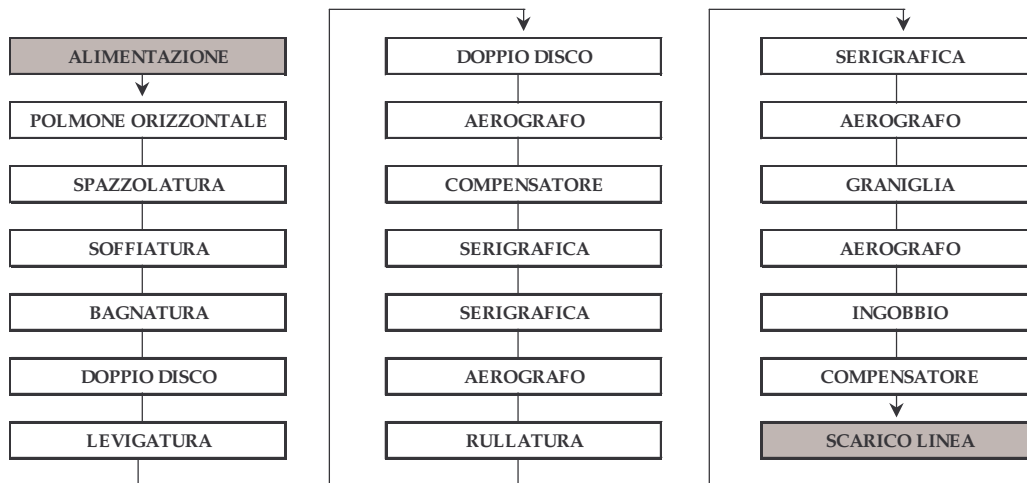 ALIMENTAZIONE
POLMONE ORIZZONTALE
SPAZZOLATURA
SOFFIATURA
BAGNATURA
DOPPIO DISCO
LEVIGATURA
DOPPIO DISCO
AEROGRAFO
COMPENSATORE
SERIGRAFICA
SERIGRAFICA
AEROGRAFO
RULLATURA
SERIGRAFICA
AEROGRAFO
GRANIGLIA
AEROGRAFO
INGOBBIO
COMPENSATORE
SCARICO LINEA